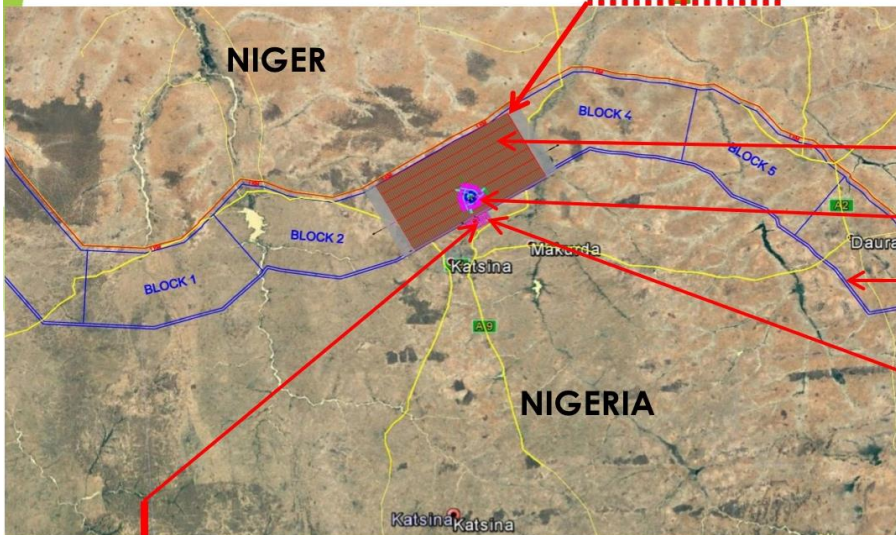 NIGER
BLOCK 4
BLOCK 5
A2
BLOCK 2
Daura
Makurda
Katsina
BLOCK 1
A9
NIGERIA
Katsina
Katsina